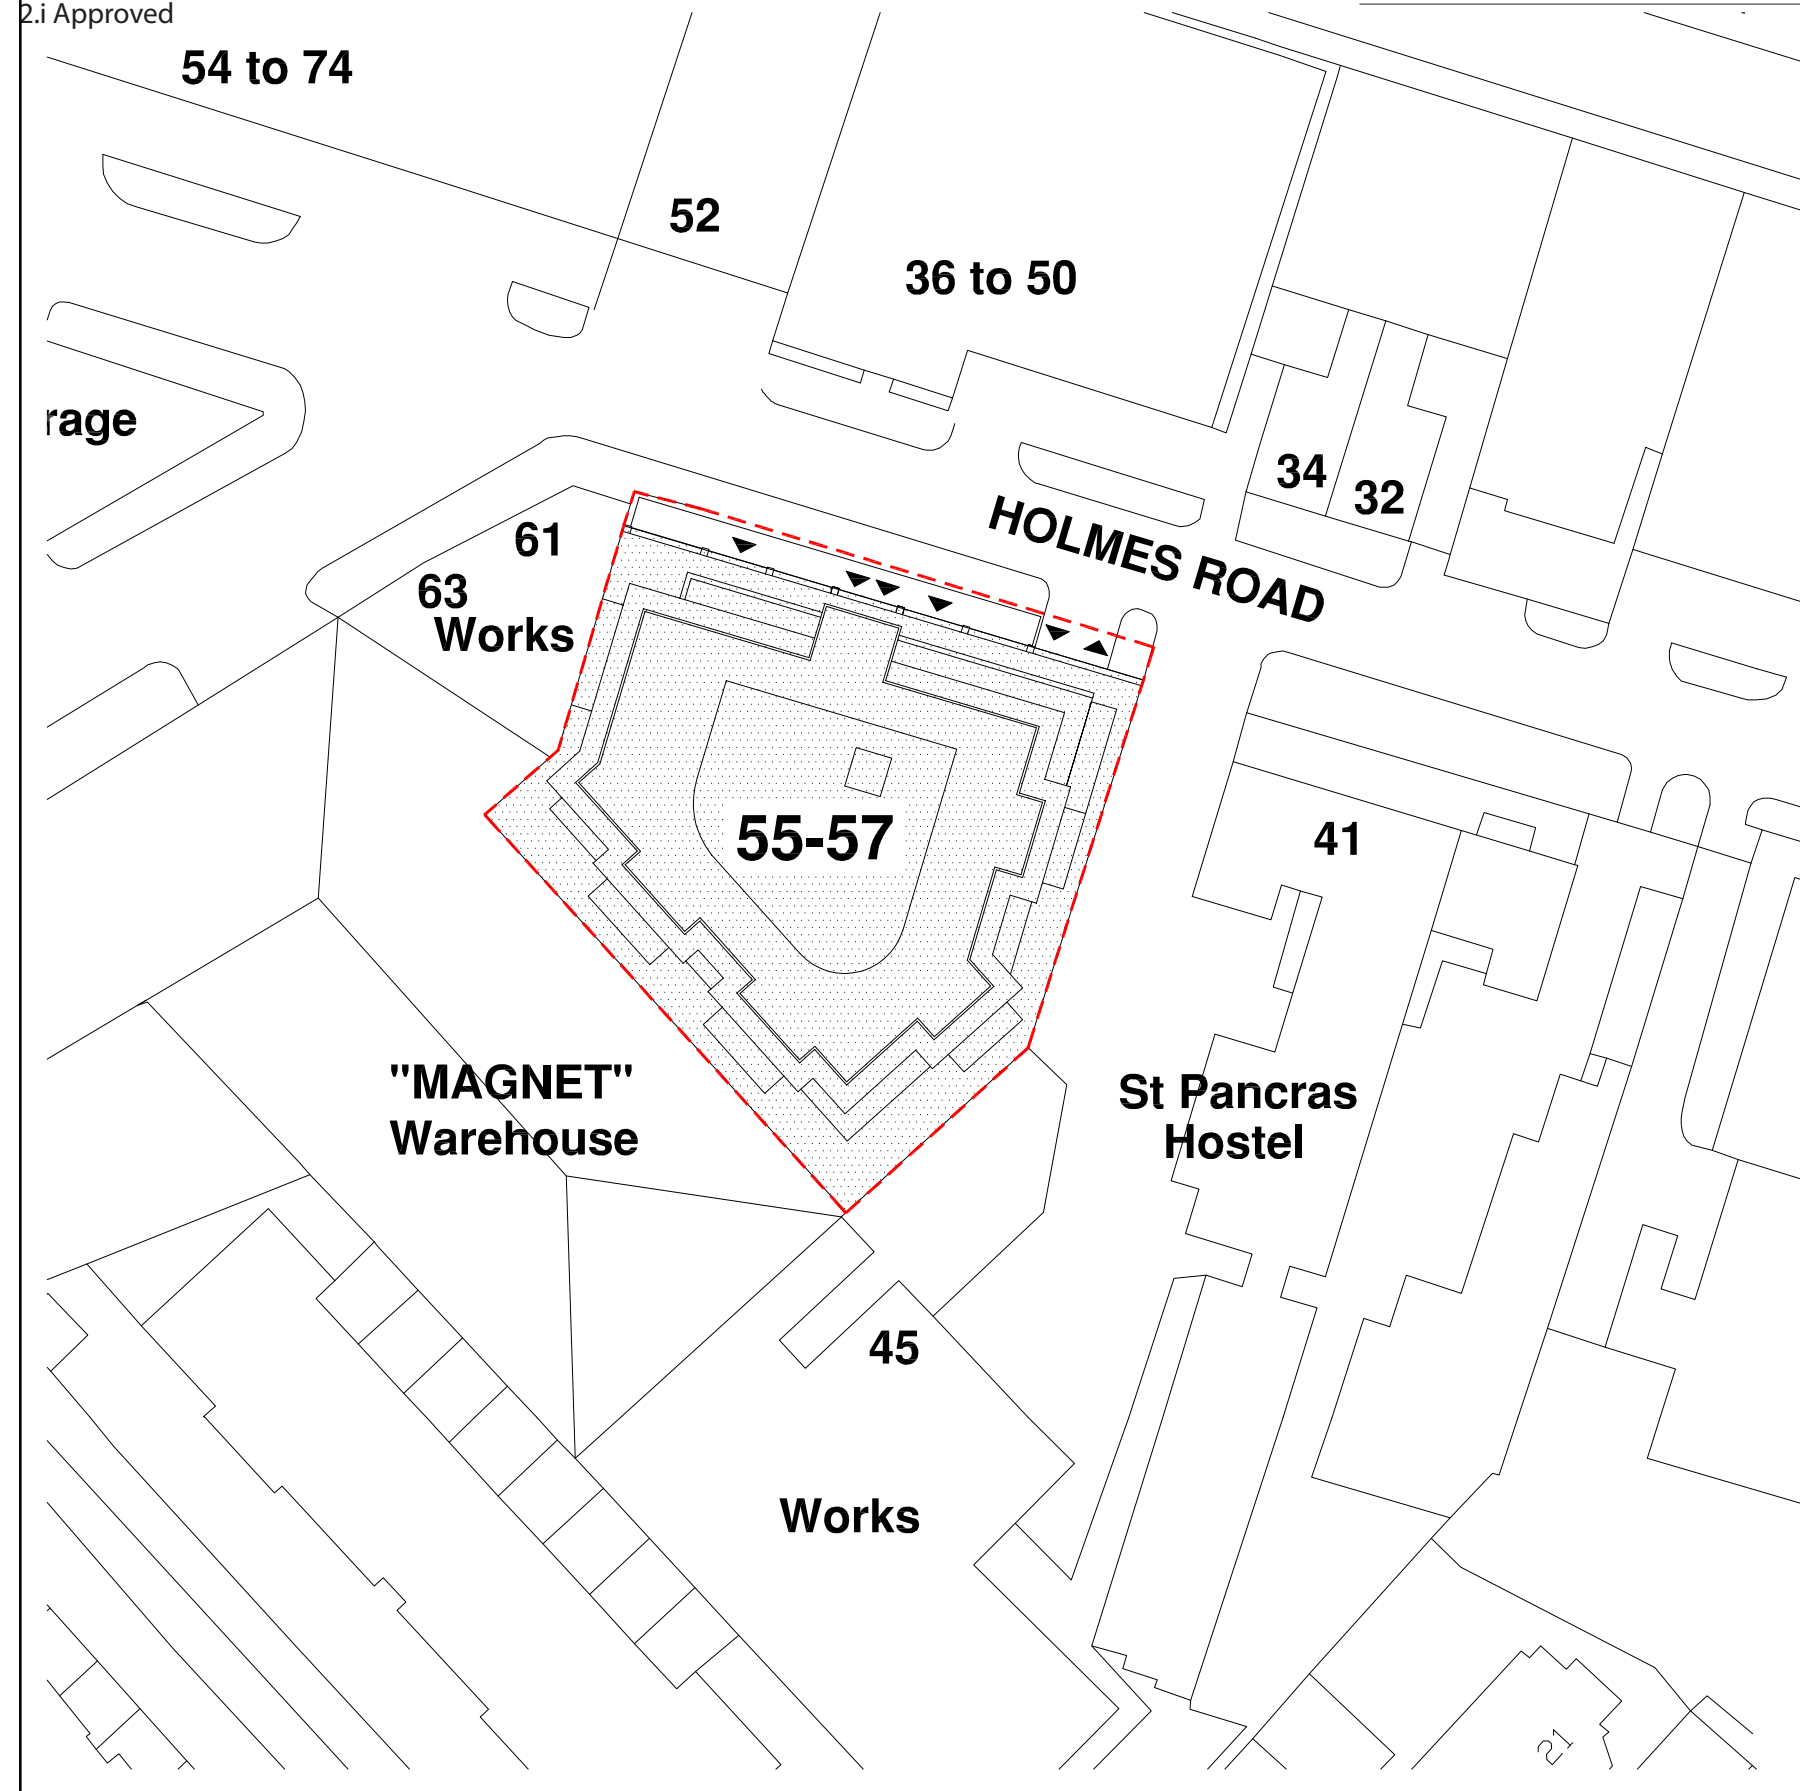 2.i Approved
54 to 74
52
36 to 50
rage
34
32
HOLMES ROAD
61
63
Works
55-57
41
"MAGNET"
Warehouse
St Pancras
Hostel
45
Works
21